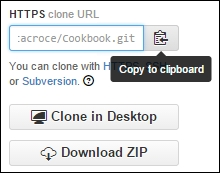 HTTPS clone URL
:acroce/Cookbook.git
Copy to clipboard
You can clone with HTTPS,
or Subversion.
Clone in Desktop
Download ZIP